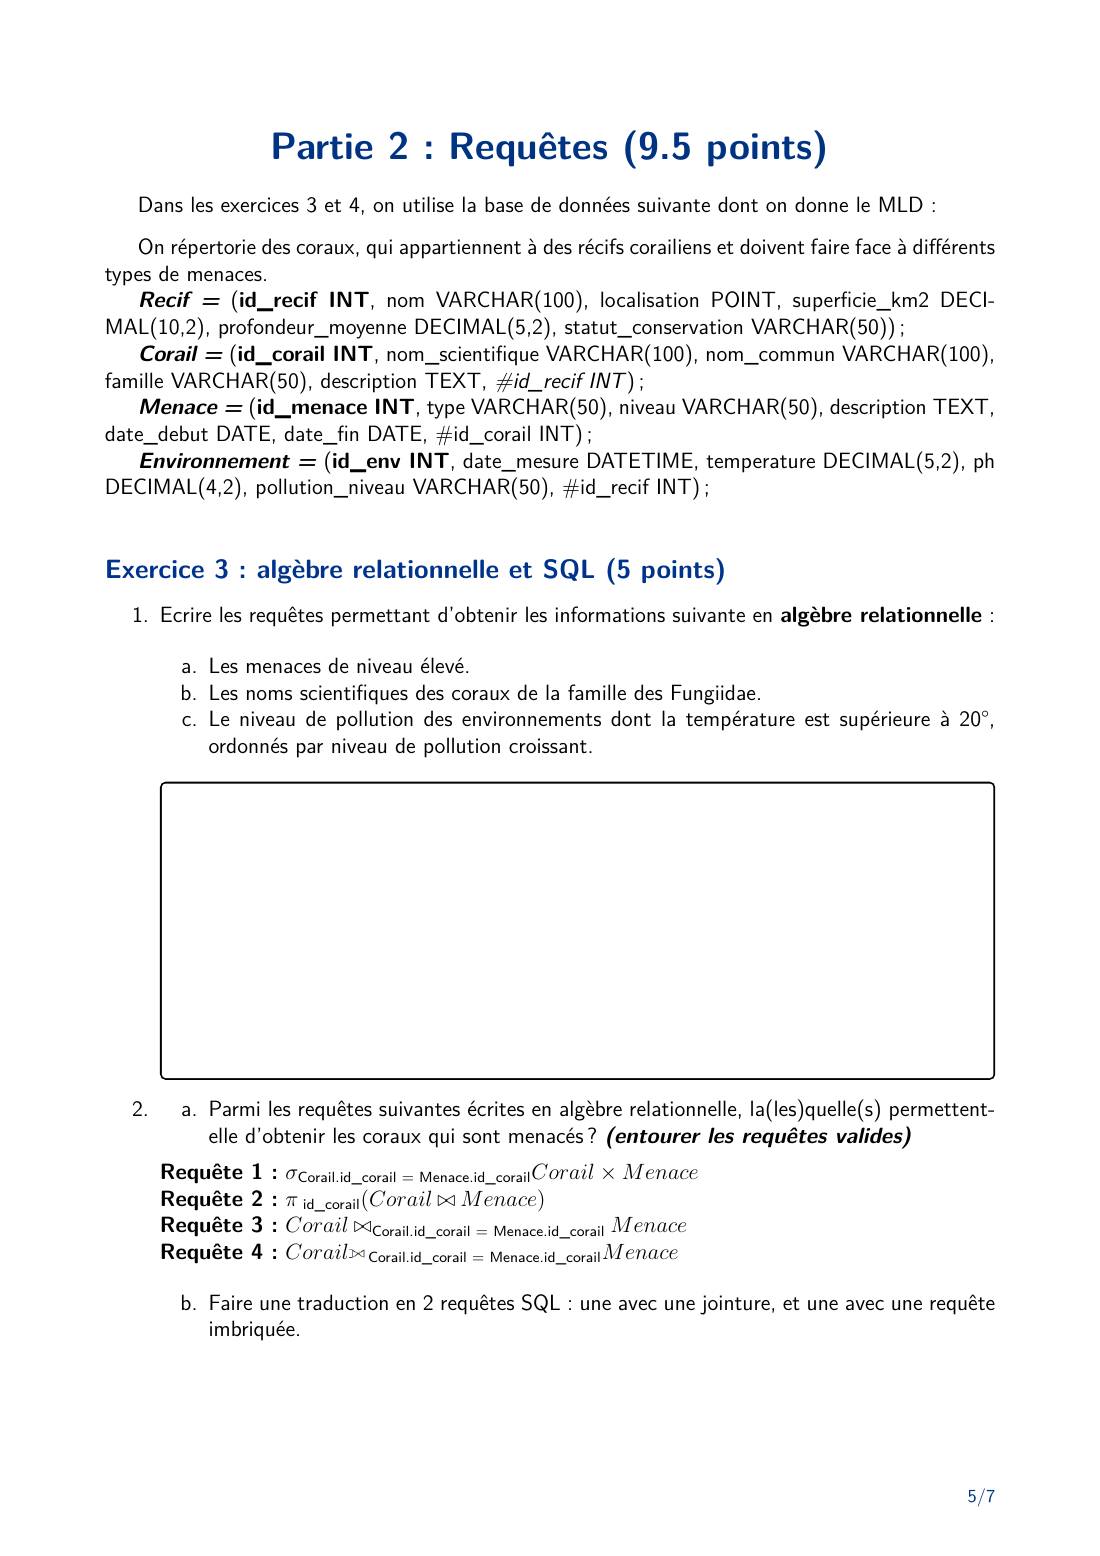 Partie 2 : Requêtes (9.5 points)
Dans les exercices 3 et 4, on utilise la base de données suivante dont on donne le MLD :
On répertorie des coraux, qui appartiennent à des récifs corailiens et doivent faire face à différents
types de menaces.
Recif = (id_recif INT, nom VARCHAR(100), localisation POINT, superficie_km2 DECI-
MAL(10,2), profondeur_moyenne DECIMAL(5,2), statut_conservation VARCHAR(50)) ;
Corail = (id_corail INT, nom_scientifique VARCHAR(100), nom_commun VARCHAR(100),
famille VARCHAR(50), description TEXT, #id_recif INT) ;
Menace = (id_menace INT, type VARCHAR(50), niveau VARCHAR(50), description TEXT,
date_debut DATE, date_fin DATE, #id_corail INT) ;
Environnement = (id_env INT, date_mesure DATETIME, temperature DECIMAL(5,2), ph
DECIMAL(4,2), pollution_niveau VARCHAR(50), #id_recif INT) ;
Exercice 3 : algèbre relationnelle et SQL (5 points)
1. Ecrire les requêtes permettant d'obtenir les informations suivante en algèbre relationnelle :
a. Les menaces de niveau élevé.
b. Les noms scientifiques des coraux de la famille des Fungiidae.
c. Le niveau de pollution des environnements dont la température est supérieure à 20°,
ordonnés par niveau de pollution croissant.
2. a. Parmi les requêtes suivantes écrites en algèbre relationnelle, la(les)quelle(s) permettent-
elle d'obtenir les coraux qui sont menacés ? (entourer les requêtes valides)
Requête 1 : σCorail.id_corail = Menace.id_corail Corail × Menace
Requête 2 : π id_corail(Corail ⋈ Menace)
Requête 3 : Corail ⋈Corail.id_corail = Menace.id_corail Menace
Requête 4 : Corail⋊ Corail.id_corail = Menace.id_corail Menace
b. Faire une traduction en 2 requêtes SQL : une avec une jointure, et une avec une requête
imbriquée.
5/7